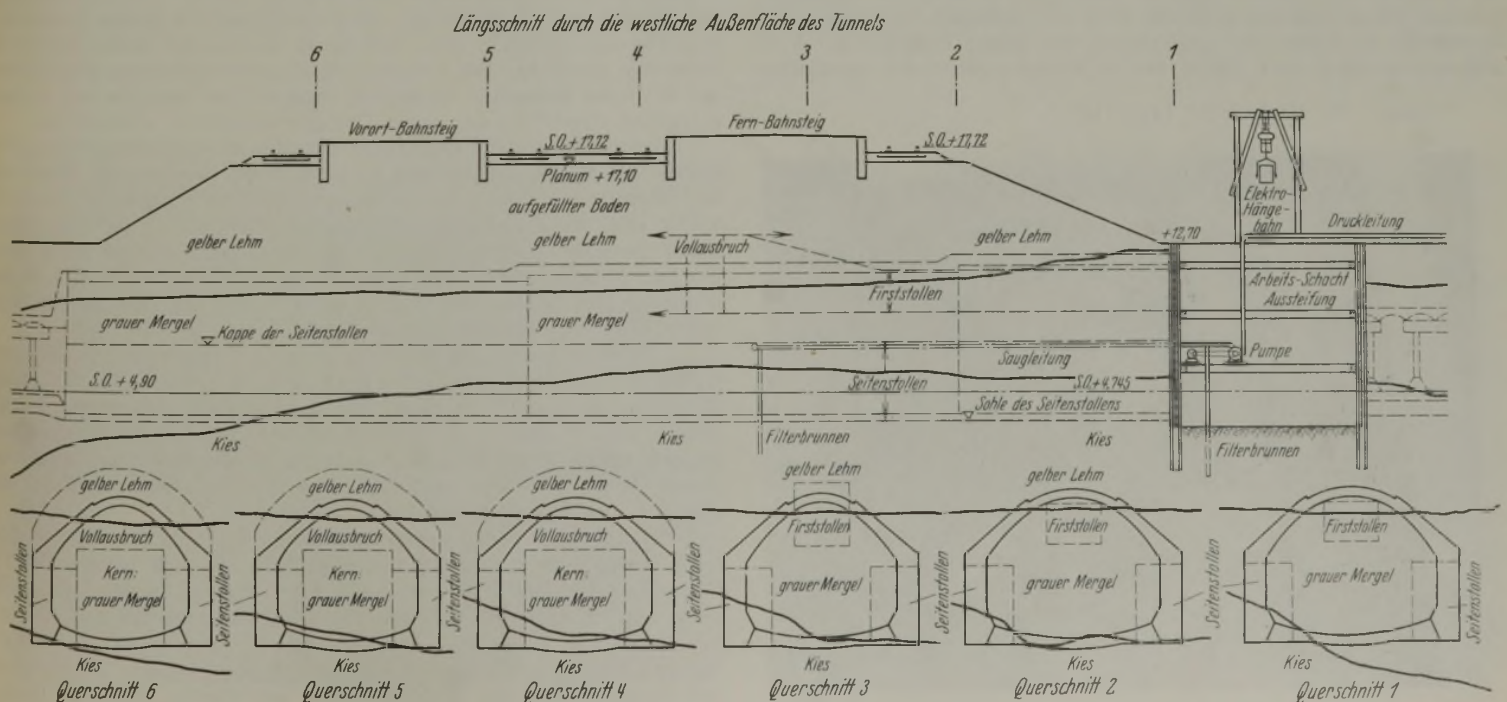 Längsschnitt durch die westliche Außenfläche des Tunnels
6
5
4
3
2
1
Vorort-Bahnsteig
S.O.+17,72
Planum +17,10
Fern-Bahnsteig
S.O.+17,72
Elektro-
Hänge-
bahn
Druckleitung
aufgefüllter Boden
gelber Lehm
gelber Lehm
Vollausbruch
gelber Lehm
+12,70
Arbeits-Schacht
Aussteifung
Firststollen
grauer Mergel
Kappe der Seitenstollen
grauer Mergel
Saugleitung
Pumpe
S.O.+4,90
Seitenstollen
S.O.+4,745
Sohle des Seitenstollens
Kies
Kies
Filterbrunnen
Kies
Filterbrunnen
gelber Lehm
Vollausbruch
Kern:
grauer Mergel
Seitenstollen
Seitenstollen
Kies
Querschnitt 6
gelber Lehm
Vollausbruch
Kern:
grauer Mergel
Seitenstollen
Kies
Querschnitt 5
gelber Lehm
Vollausbruch
Kern:
grauer Mergel
Seitenstollen
Kies
Querschnitt 4
gelber Lehm
Firststollen
grauer Mergel
Seitenstollen
Kies
Querschnitt 3
gelber Lehm
Firststollen
grauer Mergel
Seitenstollen
Kies
Querschnitt 2
Firststollen
grauer Mergel
Seitenstollen
Kies
Querschnitt 1